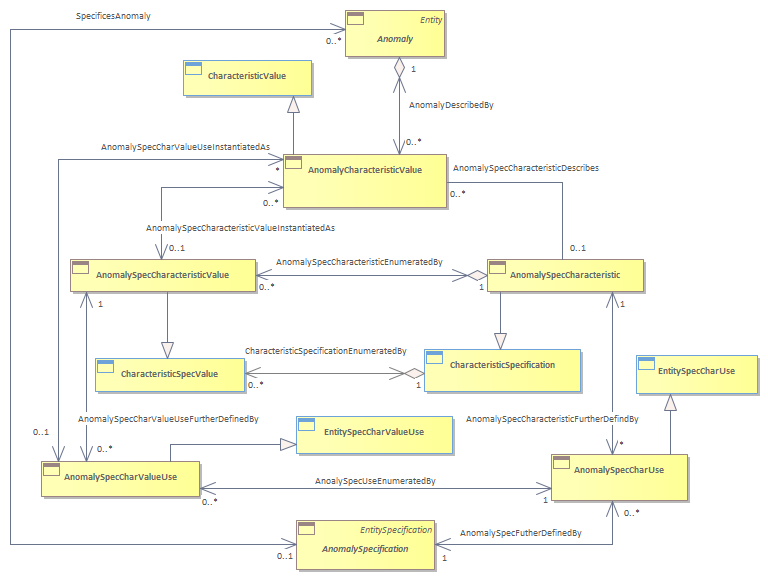 SpecificesAnomaly
Entity
Anomaly
0..*
1
CharacteristicValue
AnomalyDescribedBy
0..*
AnomalySpecCharValueUseInstantiatedAs
*
AnomalyCharacteristicValue
AnomalySpecCharacteristicDescribes
0..*
0..*
AnomalySpecCharacteristicValueInstantiatedAs
0..1
0..1
AnomalySpecCharacteristicValue
AnomalySpecCharacteristicEnumeratedBy
AnomalySpecCharacteristic
0..*
1
1
1
CharacteristicSpecificationEnumeratedBy
CharacteristicSpecValue
CharacteristicSpecification
EntitySpecCharUse
0..*
1
AnomalySpecCharValueUseFurtherDefinedBy
AnomalySpecCharacteristicFurtherDefindBy
0..1
EntitySpecCharValueUse
0..*
*
AnomalySpecCharValueUse
AnomalySpecCharUse
AnoalySpecUseEnumeratedBy
0..*
1
0..*
EntitySpecification
AnomalySpecification
AnomalySpecFutherDefinedBy
0..1
1